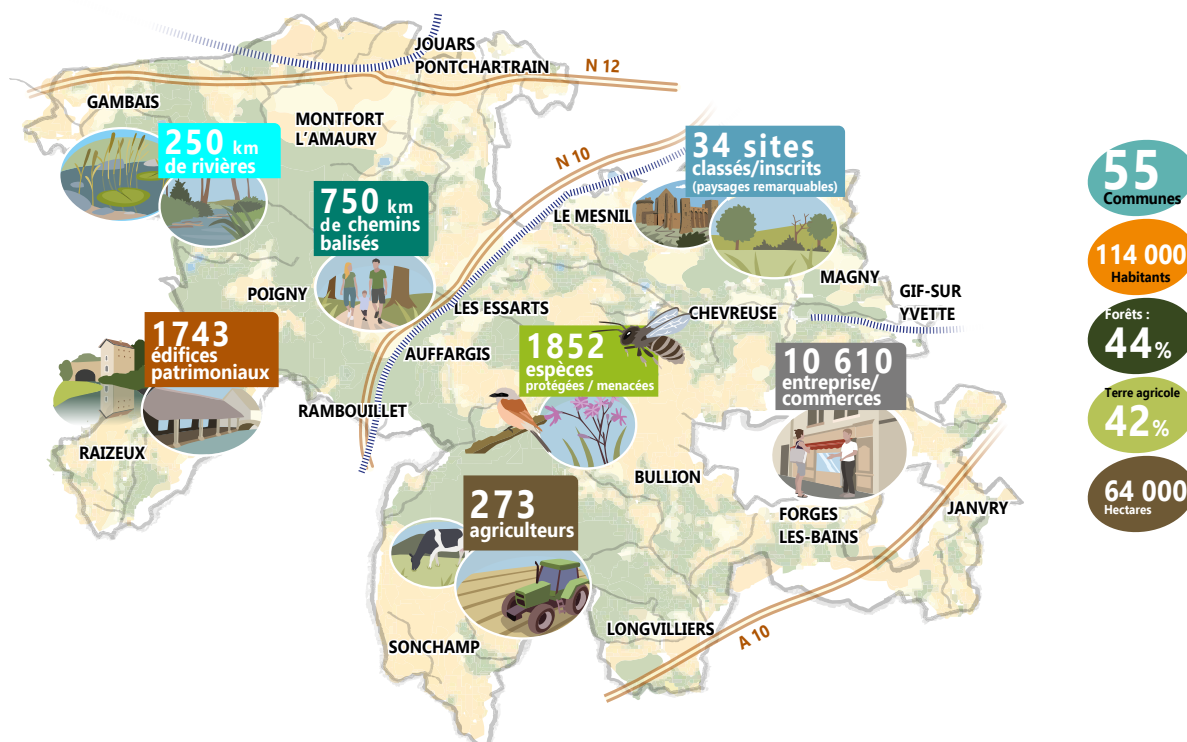 JOUARS
PONTCHARTRAIN
N 12
GAMBAIS
MONTFORT
L'AMAURY
250 km
de rivières
N 10
34 sites
classés/inscrits
(paysages remarquables)
750 km
de chemins
balisés
LE MESNIL
MAGNY
POIGNY
LES ESSARTS
CHEVREUSE
GIF-SUR
YVETTE
1743
édifices
patrimoniaux
AUFFARGIS
1852
espèces
protégées / menacées
10 610
entreprise/
commerces
RAMBOUILLET
RAIZEUX
BULLION
273
agriculteurs
FORGES
LES-BAINS
JANVRY
LONGVILLIERS
A 10
SONCHAMP
55
Communes
114 000
Habitants
Forêts :
44%
Terre agricole
42%
64 000
Hectares